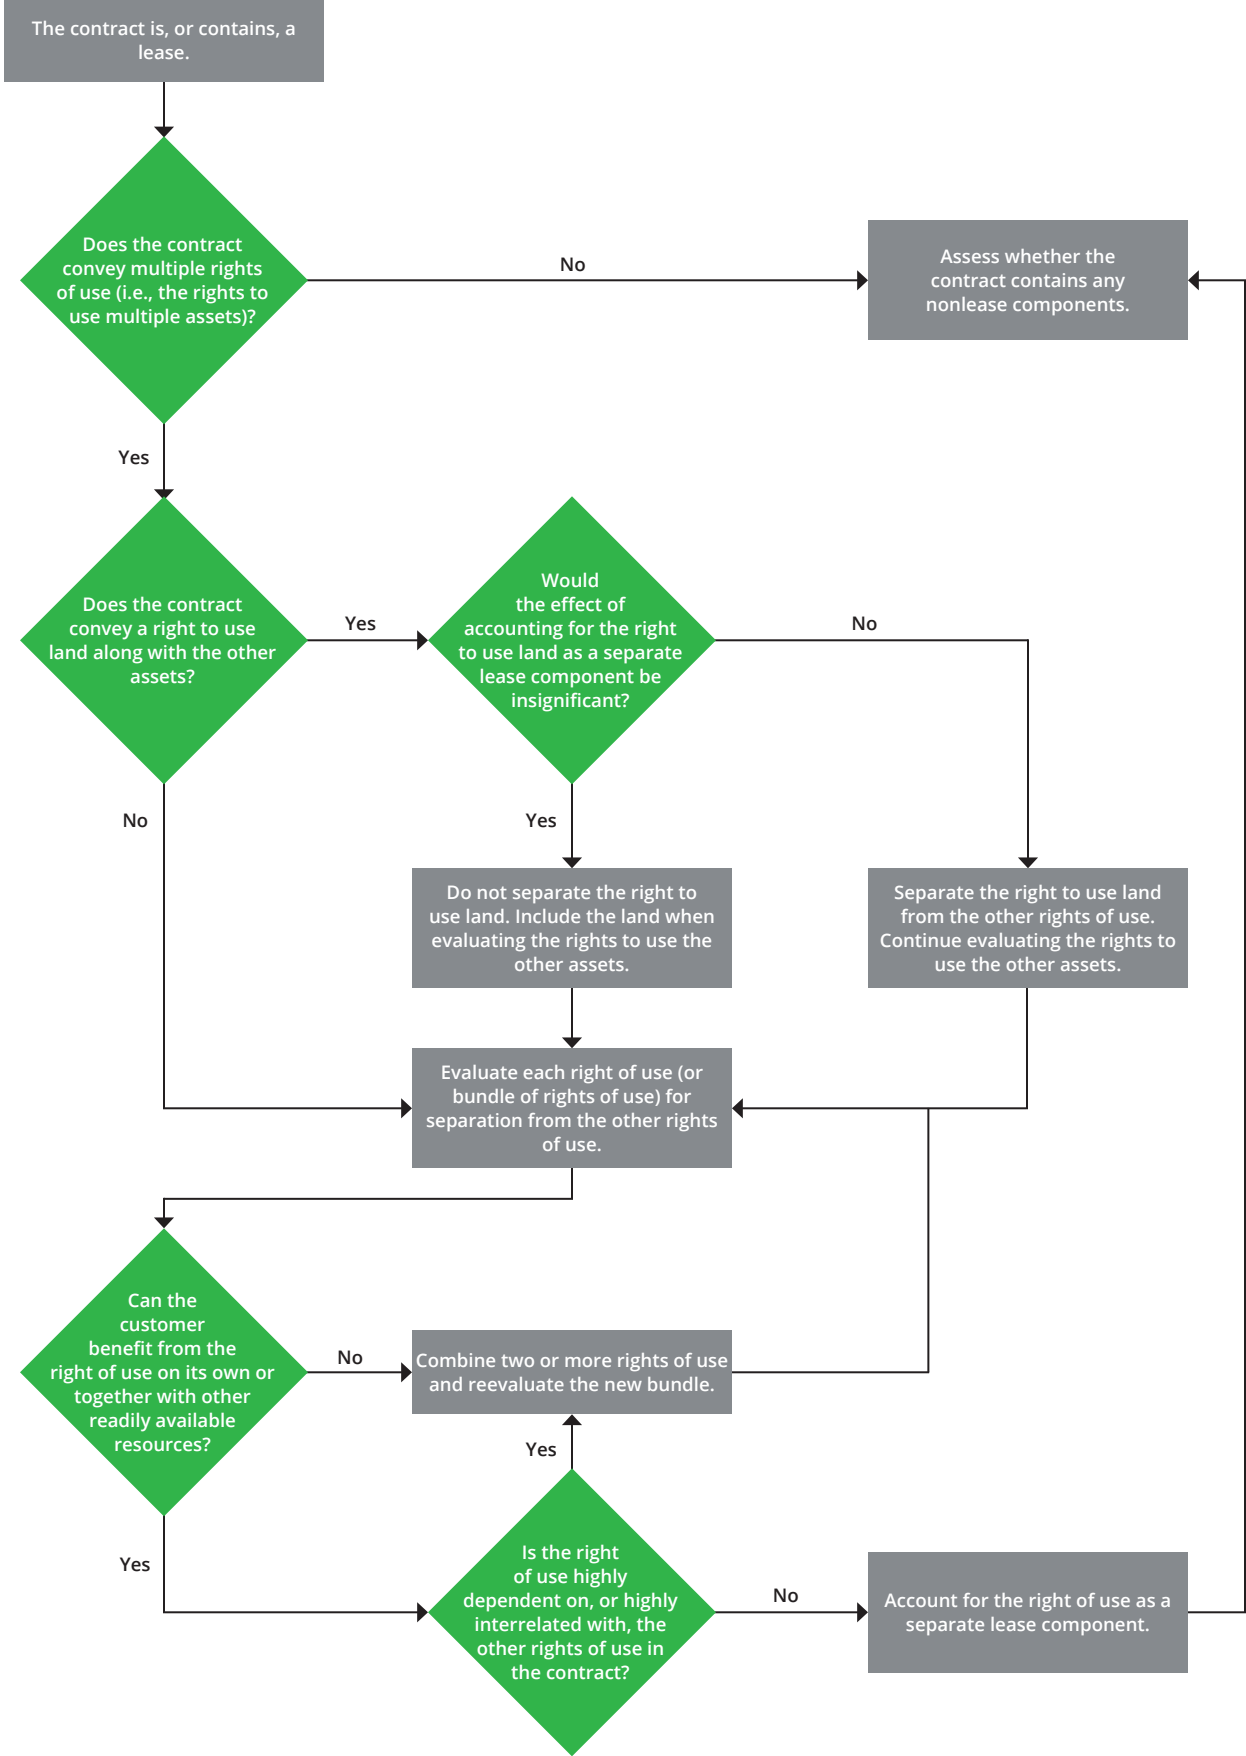 The contract is, or contains, a
lease.
Does the contract
convey multiple rights
of use (i.e., the rights to
use multiple assets)?
No
Assess whether the
contract contains any
nonlease components.
Yes
Does the contract
convey a right to use
land along with the other
assets?
Yes
Would
the effect of
accounting for the right
to use land as a separate
lease component be
insignificant?
No
No
Yes
Do not separate the right to
use land. Include the land when
evaluating the rights to use the
other assets.
Separate the right to use land
from the other rights of use.
Continue evaluating the rights to
use the other assets.
Evaluate each right of use (or
bundle of rights of use) for
separation from the other rights
of use.
Can the
customer
benefit from the
right of use on its own or
together with other
readily available
resources?
No
Combine two or more rights of use
and reevaluate the new bundle.
Yes
Yes
Is the right
of use highly
dependent on, or highly
interrelated with, the
other rights of use in
the contract?
No
Account for the right of use as a
separate lease component.